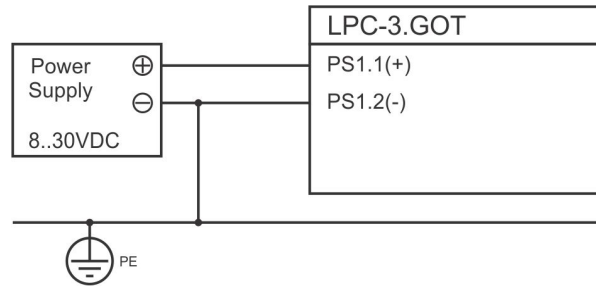 LPC-3.GOT
Power
Supply
8..30VDC
PS1.1(+)
PS1.2(-)
PE